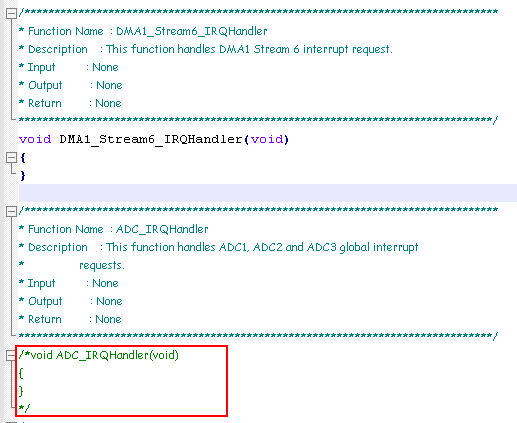 /*******************************************************************************
* Function Name  : DMA1_Stream6_IRQHandler
* Description    : This function handles DMA1 Stream 6 interrupt request.
* Input          : None
* Output         : None
* Return         : None
*******************************************************************************/
void DMA1_Stream6_IRQHandler(void)
{
}
/*******************************************************************************
* Function Name  : ADC_IRQHandler
* Description    : This function handles ADC1, ADC2 and ADC3 global interrupt
*                  requests.
* Input          : None
* Output         : None
* Return         : None
*******************************************************************************/
/*void ADC_IRQHandler(void)
{
}
*/